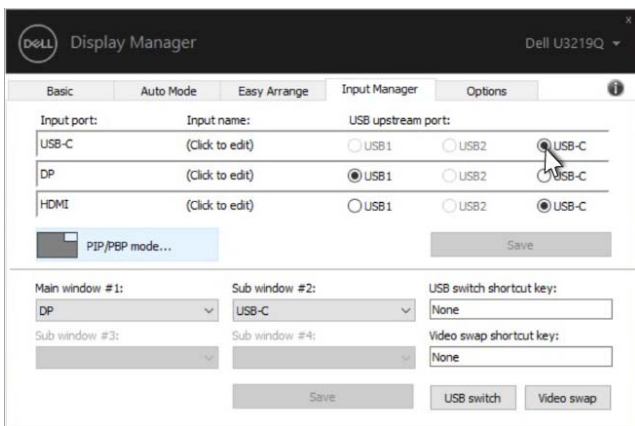 x
DELL Display Manager Dell U3219Q
Basic Auto Mode Easy Arrange Input Manager Options i
Input port: Input name: USB upstream port:
USB-C (Click to edit) USB1 USB2 USB-C
DP (Click to edit) USB1 USB2 USB-C
HDMI (Click to edit) USB1 USB2 USB-C
PIP/PBP mode... Save
Main window #1: Sub window #2: USB switch shortcut key:
DP USB-C None
Sub window #3: Sub window #4: Video swap shortcut key:
None
Save USB switch Video swap